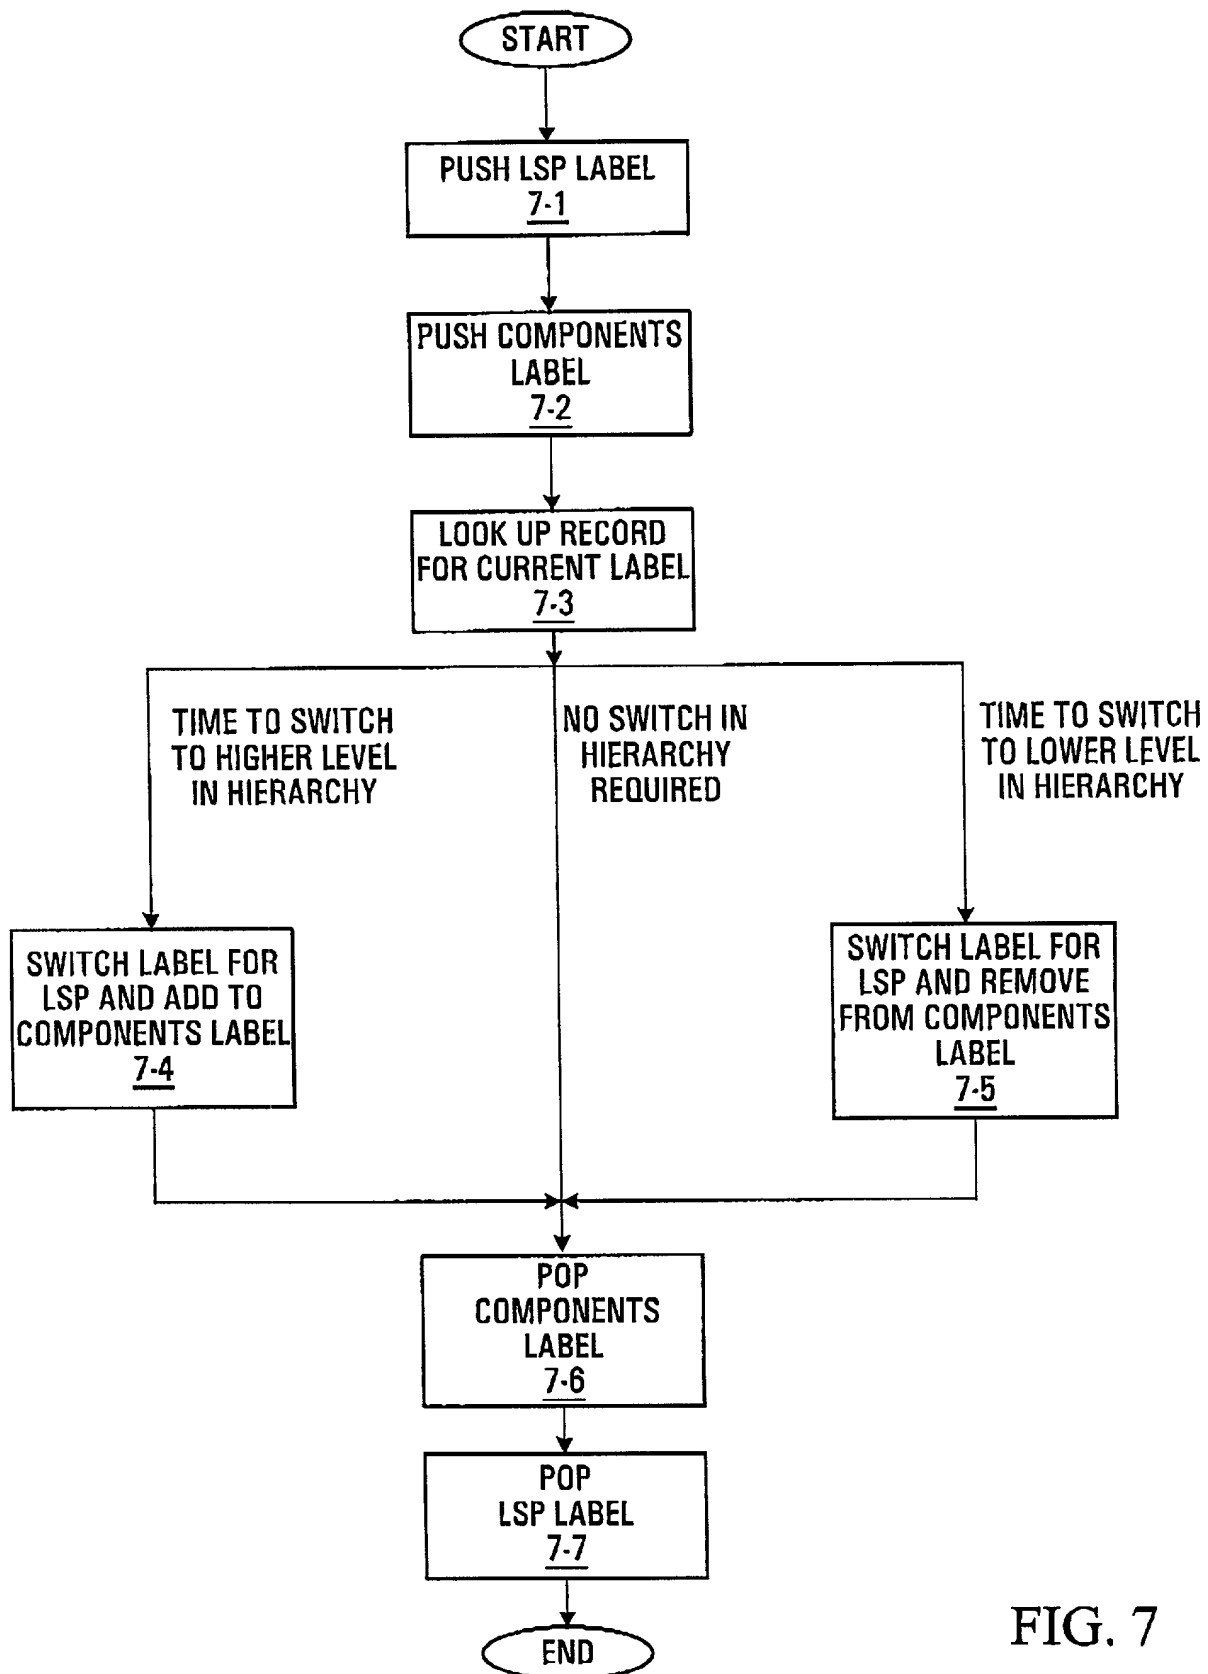 START
PUSH LSP LABEL
7-1
PUSH COMPONENTS
LABEL
7-2
LOOK UP RECORD
FOR CURRENT LABEL
7-3
TIME TO SWITCH
TO HIGHER LEVEL
IN HIERARCHY
NO SWITCH IN
HIERARCHY
REQUIRED
TIME TO SWITCH
TO LOWER LEVEL
IN HIERARCHY
SWITCH LABEL FOR
LSP AND ADD TO
COMPONENTS LABEL
7-4
SWITCH LABEL FOR
LSP AND REMOVE
FROM COMPONENTS
LABEL
7-5
POP
COMPONENTS
LABEL
7-6
POP
LSP LABEL
7-7
END
FIG. 7